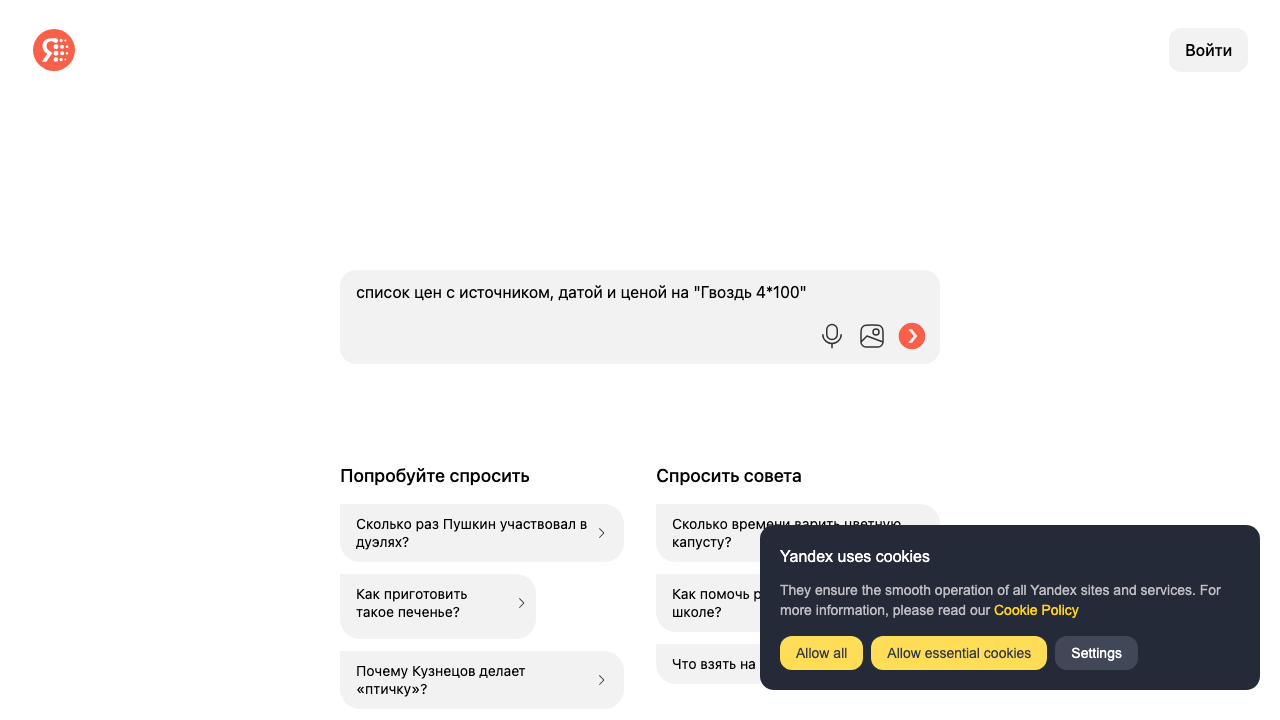 Войти
список цен с источником, датой и ценой на "Гвоздь 4*100"
Попробуйте спросить
Сколько раз Пушкин участвовал в
дуэлях?
Как приготовить
такое печенье?
Почему Кузнецов делает
«птичку»?
Спросить совета
Сколько времени варить цветную
капусту?
Как помочь
школе?
Что взять на
Yandex uses cookies
They ensure the smooth operation of all Yandex sites and services. For
more information, please read our Cookie Policy
Allow all
Allow essential cookies
Settings